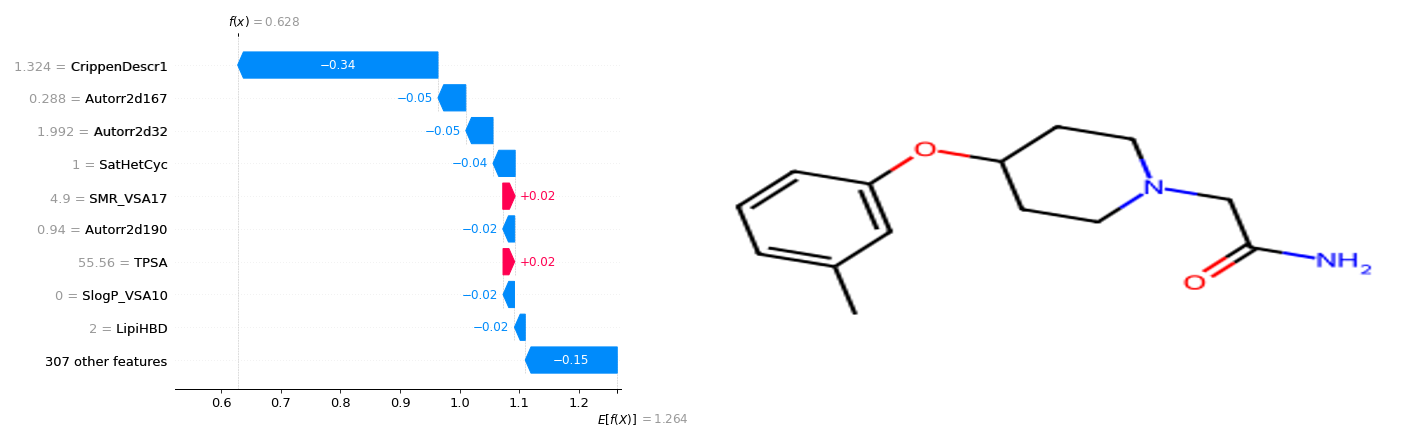 f(x) = 0.628
1.324 = CrippenDescr1
−0.34
0.288 = Autorr2d167
−0.05
1.992 = Autorr2d32
−0.05
1 = SatHetCyc
−0.04
4.9 = SMR_VSA17
+0.02
0.94 = Autorr2d190
−0.02
55.56 = TPSA
+0.02
0 = SlogP_VSA10
−0.02
2 = LipiHBD
−0.02
307 other features
−0.15
0.6 0.7 0.8 0.9 1.0 1.1 1.2
E[f(X)] = 1.264
O
N
NH2
O